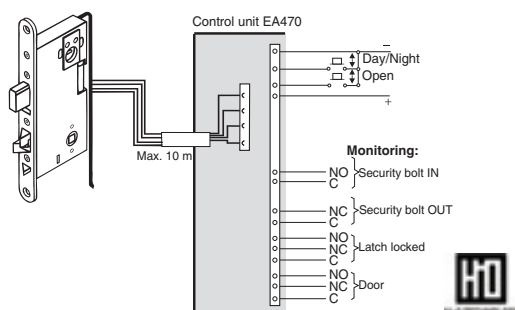 Control unit EA470
−
Day/Night
Open
+
Max. 10 m
Monitoring:
NO
C
Security bolt IN
NC
C
Security bolt OUT
NO
NC
C
Latch locked
NO
NC
C
Door